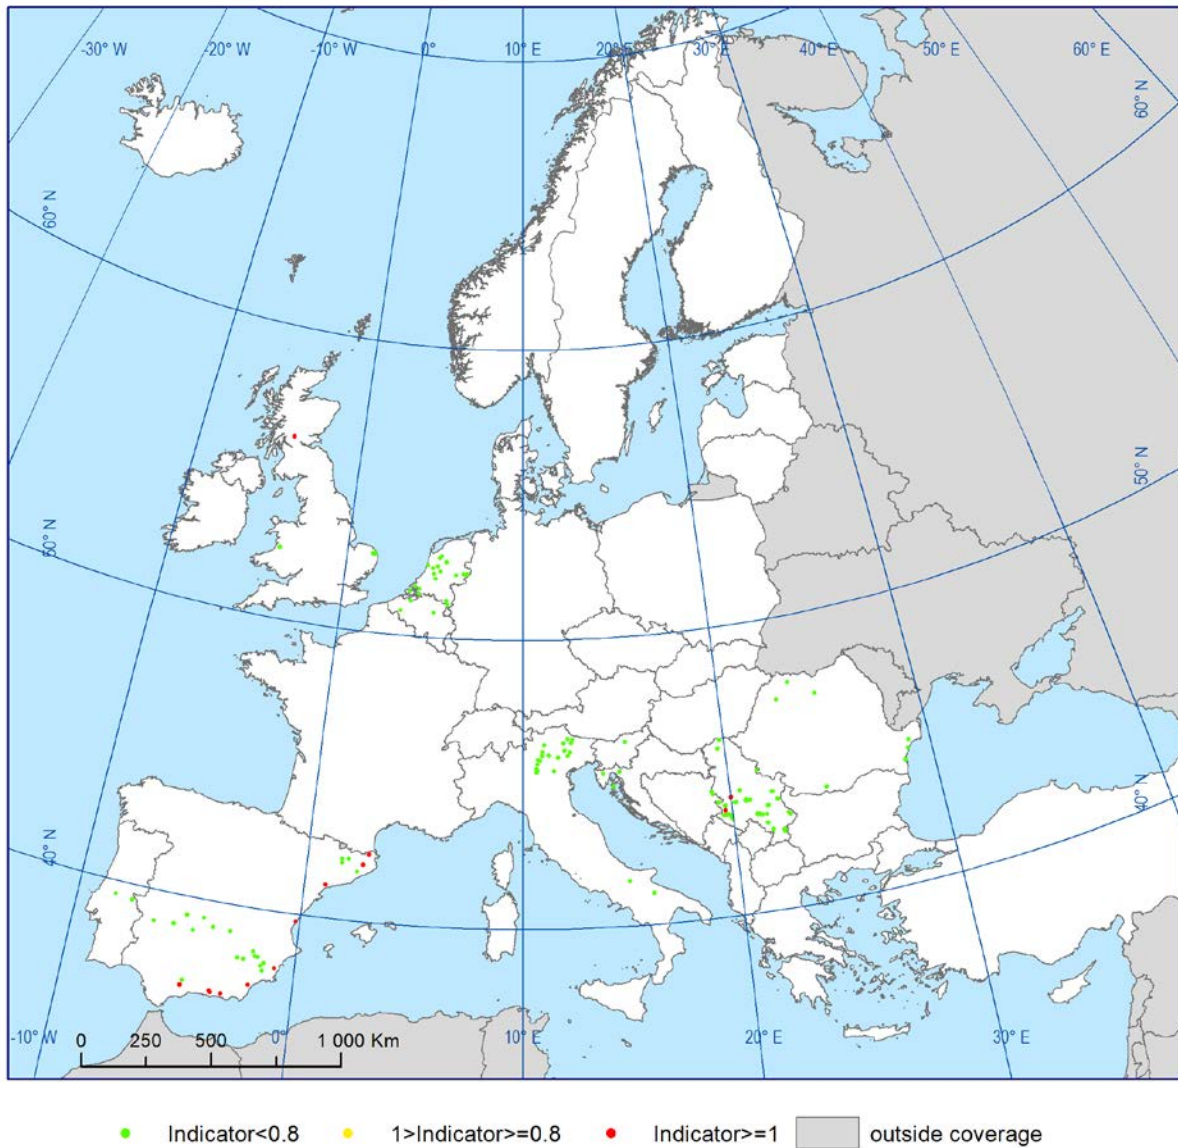 -30° W -20° W -10° W 0° 10° E 20° E 30° E 40° E 50° E 60° E
60° N
60° N
50° N
50° N
40° N
40° N
-10° W 0° 10° E 20° E 30° E
0 250 500 1 000 Km
Indicator<0.8 1>Indicator>=0.8 Indicator>=1 outside coverage